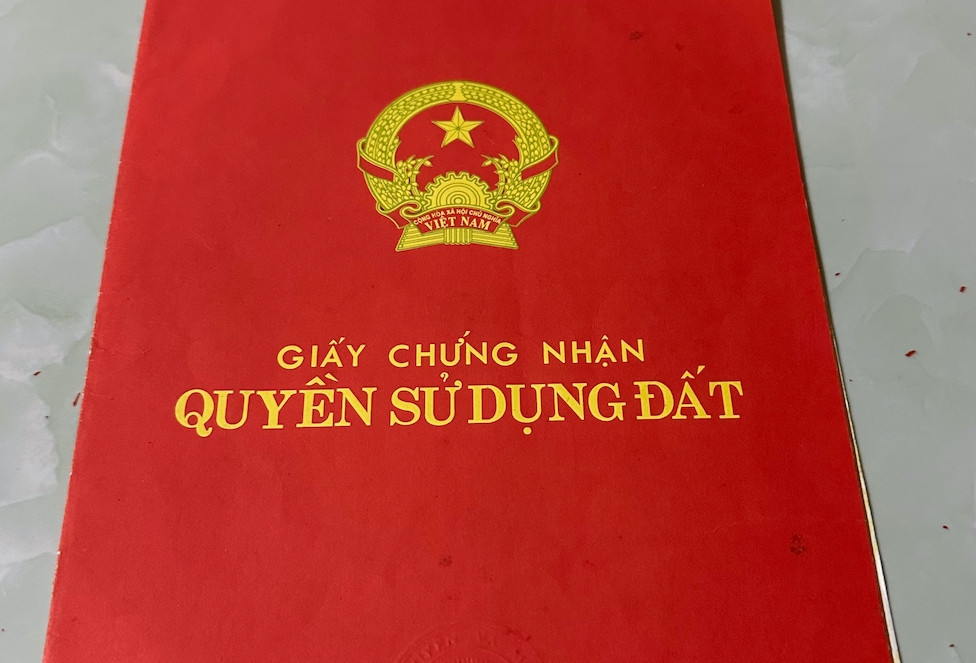 CỘNG HÒA XÃ HỘI CHỦ NGHĨA
VIỆT NAM
GIẤY CHỨNG NHẬN
QUYỀN SỬ DỤNG ĐẤT